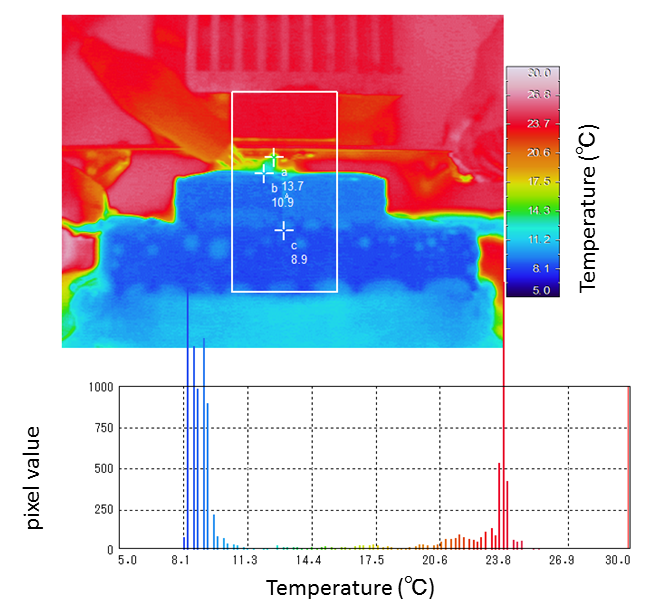 30.0
26.8
23.7
20.6
17.5
14.3
11.2
8.1
5.0
Temperature (℃)
a
13.7
b
10.9
c
8.9
1000
750
500
250
0
pixel value
5.0 8.1 11.3 14.4 17.5 20.6 23.8 26.9 30.0
Temperature (℃)